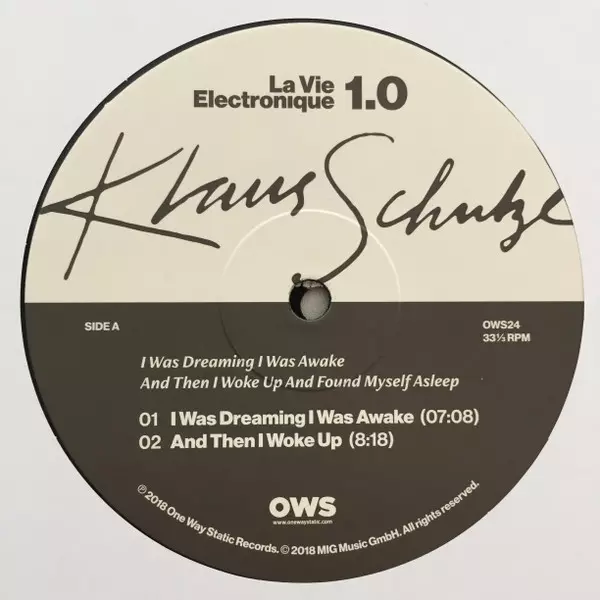 La Vie
Electronique 1.0
Klaus Schulze
SIDE A
OWS24
33⅓ RPM
I Was Dreaming I Was Awake
And Then I Woke Up And Found Myself Asleep
01 I Was Dreaming I Was Awake (07:08)
02 And Then I Woke Up (8:18)
OWS
www.onewaystatic.com
℗ 2018 One Way Static Records. © 2018 MIG Music GmbH. All rights reserved.